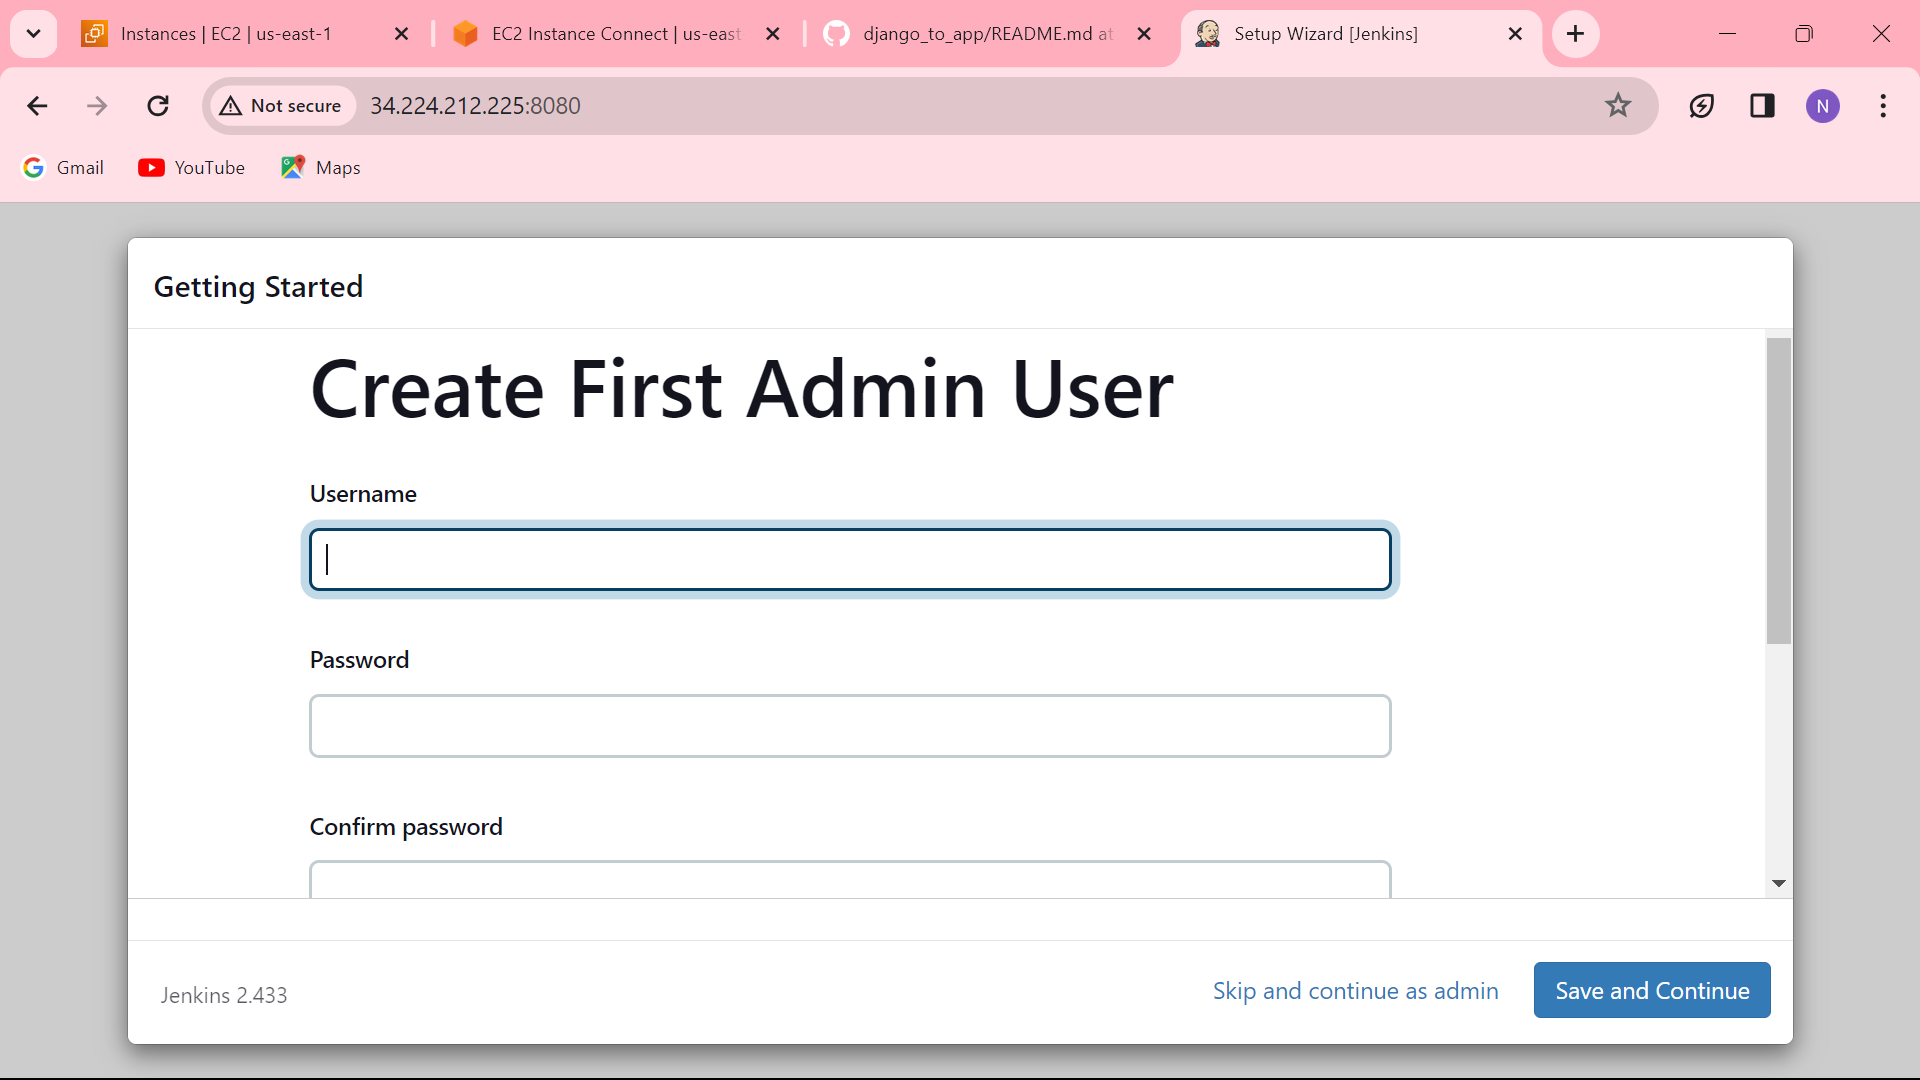 Instances | EC2 | us-east-1
EC2 Instance Connect | us-east
django_to_app/README.md at
Setup Wizard [Jenkins]
Not secure
34.224.212.225:8080
N
Gmail
YouTube
Maps
Getting Started
Create First Admin User
Username
Password
Confirm password
Jenkins 2.433
Skip and continue as admin
Save and Continue